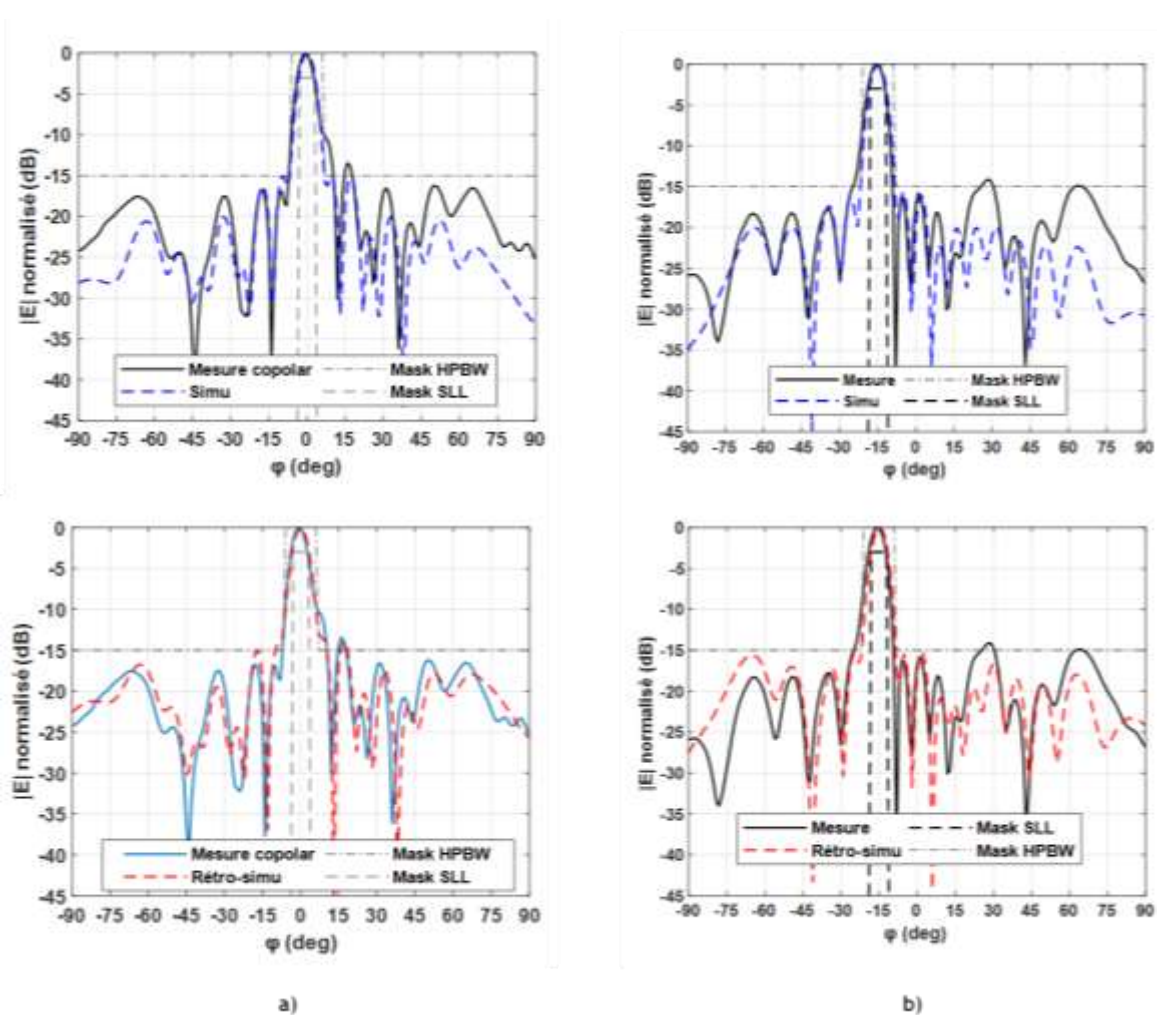 0
-5
-10
-15
-20
-25
-30
-35
-40
-45
|E| normalisé (dB)
Mesure copolar
Mask HPBW
Simu
Mask SLL
-90 -75 -60 -45 -30 -15 0 15 30 45 60 75 90
φ (deg)
0
-5
-10
-15
-20
-25
-30
-35
-40
-45
|E| normalisé (dB)
Mesure
Mask HPBW
Simu
Mask SLL
-90 -75 -60 -45 -30 -15 0 15 30 45 60 75 90
φ (deg)
0
-5
-10
-15
-20
-25
-30
-35
-40
-45
|E| normalisé (dB)
Mesure copolar
Mask HPBW
Rétro-simu
Mask SLL
-90 -75 -60 -45 -30 -15 0 15 30 45 60 75 90
φ (deg)
0
-5
-10
-15
-20
-25
-30
-35
-40
-45
|E| normalisé (dB)
Mesure
Mask SLL
Rétro-simu
Mask HPBW
-90 -75 -60 -45 -30 -15 0 15 30 45 60 75 90
φ (deg)
a)
b)